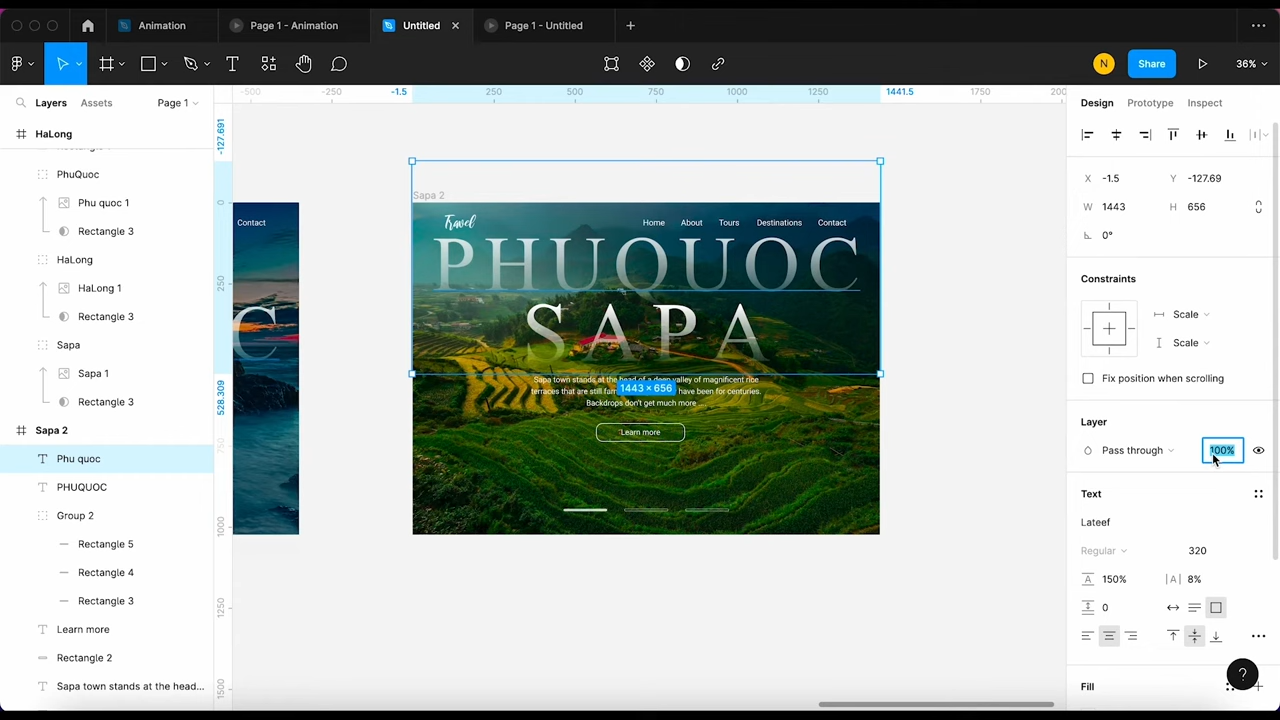 Animation
Page 1 - Animation
Untitled
Page 1 - Untitled
N
Share
36%
Layers
Assets
Page 1
-500
-250
-1.5
250
500
750
1000
1250
1441.5
1750
Design
Prototype
Inspect
HaLong
PhuQuoc
Phu quoc 1
Rectangle 3
HaLong
HaLong 1
Rectangle 3
Sapa
Sapa 1
Rectangle 3
Sapa 2
Phu quoc
PHUQUOC
Group 2
Rectangle 5
Rectangle 4
Rectangle 3
Learn more
Rectangle 2
Sapa town stands at the head...
-127.691
0
250
528.309
750
1000
1250
1500
Contact
C
Sapa 2
Travel
Home
About
Tours
Destinations
Contact
PHUQUOC
SAPA
Sapa town stands at the head of a deep valley of magnificent rice
terraces that are still far have been for centuries.
Backdrops don't get much more
1443 × 656
Learn more
X -1.5
Y -127.69
W 1443
H 656
0°
Constraints
Scale
Scale
Fix position when scrolling
Layer
Pass through
100%
Text
Lateef
Regular
320
150%
|A| 8%
0
Fill
?